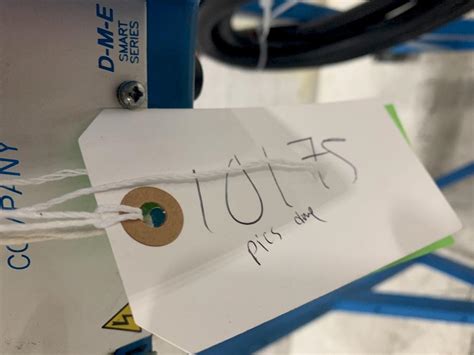 D-M-E
SMART
SERIES
COMPANY
10175
pics done